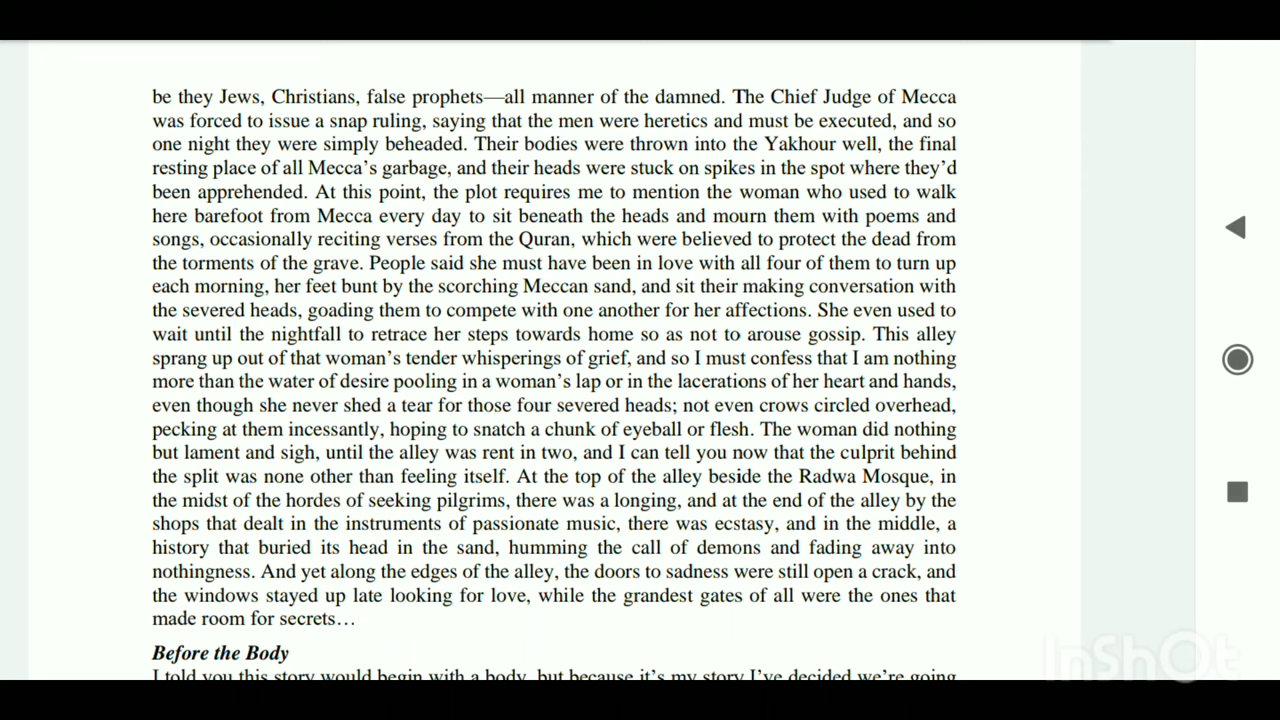 be they Jews, Christians, false prophets—all manner of the damned. The Chief Judge of Mecca
was forced to issue a snap ruling, saying that the men were heretics and must be executed, and so
one night they were simply beheaded. Their bodies were thrown into the Yakhour well, the final
resting place of all Mecca's garbage, and their heads were stuck on spikes in the spot where they'd
been apprehended. At this point, the plot requires me to mention the woman who used to walk
here barefoot from Mecca every day to sit beneath the heads and mourn them with poems and
songs, occasionally reciting verses from the Quran, which were believed to protect the dead from
the torments of the grave. People said she must have been in love with all four of them to turn up
each morning, her feet bunt by the scorching Meccan sand, and sit their making conversation with
the severed heads, goading them to compete with one another for her affections. She even used to
wait until the nightfall to retrace her steps towards home so as not to arouse gossip. This alley
sprang up out of that woman's tender whisperings of grief, and so I must confess that I am nothing
more than the water of desire pooling in a woman's lap or in the lacerations of her heart and hands,
even though she never shed a tear for those four severed heads; not even crows circled overhead,
pecking at them incessantly, hoping to snatch a chunk of eyeball or flesh. The woman did nothing
but lament and sigh, until the alley was rent in two, and I can tell you now that the culprit behind
the split was none other than feeling itself. At the top of the alley beside the Radwa Mosque, in
the midst of the hordes of seeking pilgrims, there was a longing, and at the end of the alley by the
shops that dealt in the instruments of passionate music, there was ecstasy, and in the middle, a
history that buried its head in the sand, humming the call of demons and fading away into
nothingness. And yet along the edges of the alley, the doors to sadness were still open a crack, and
the windows stayed up late looking for love, while the grandest gates of all were the ones that
made room for secrets…
Before the Body
I told you this story would begin with a body, but because it's my story I've decided we're going
InShOt